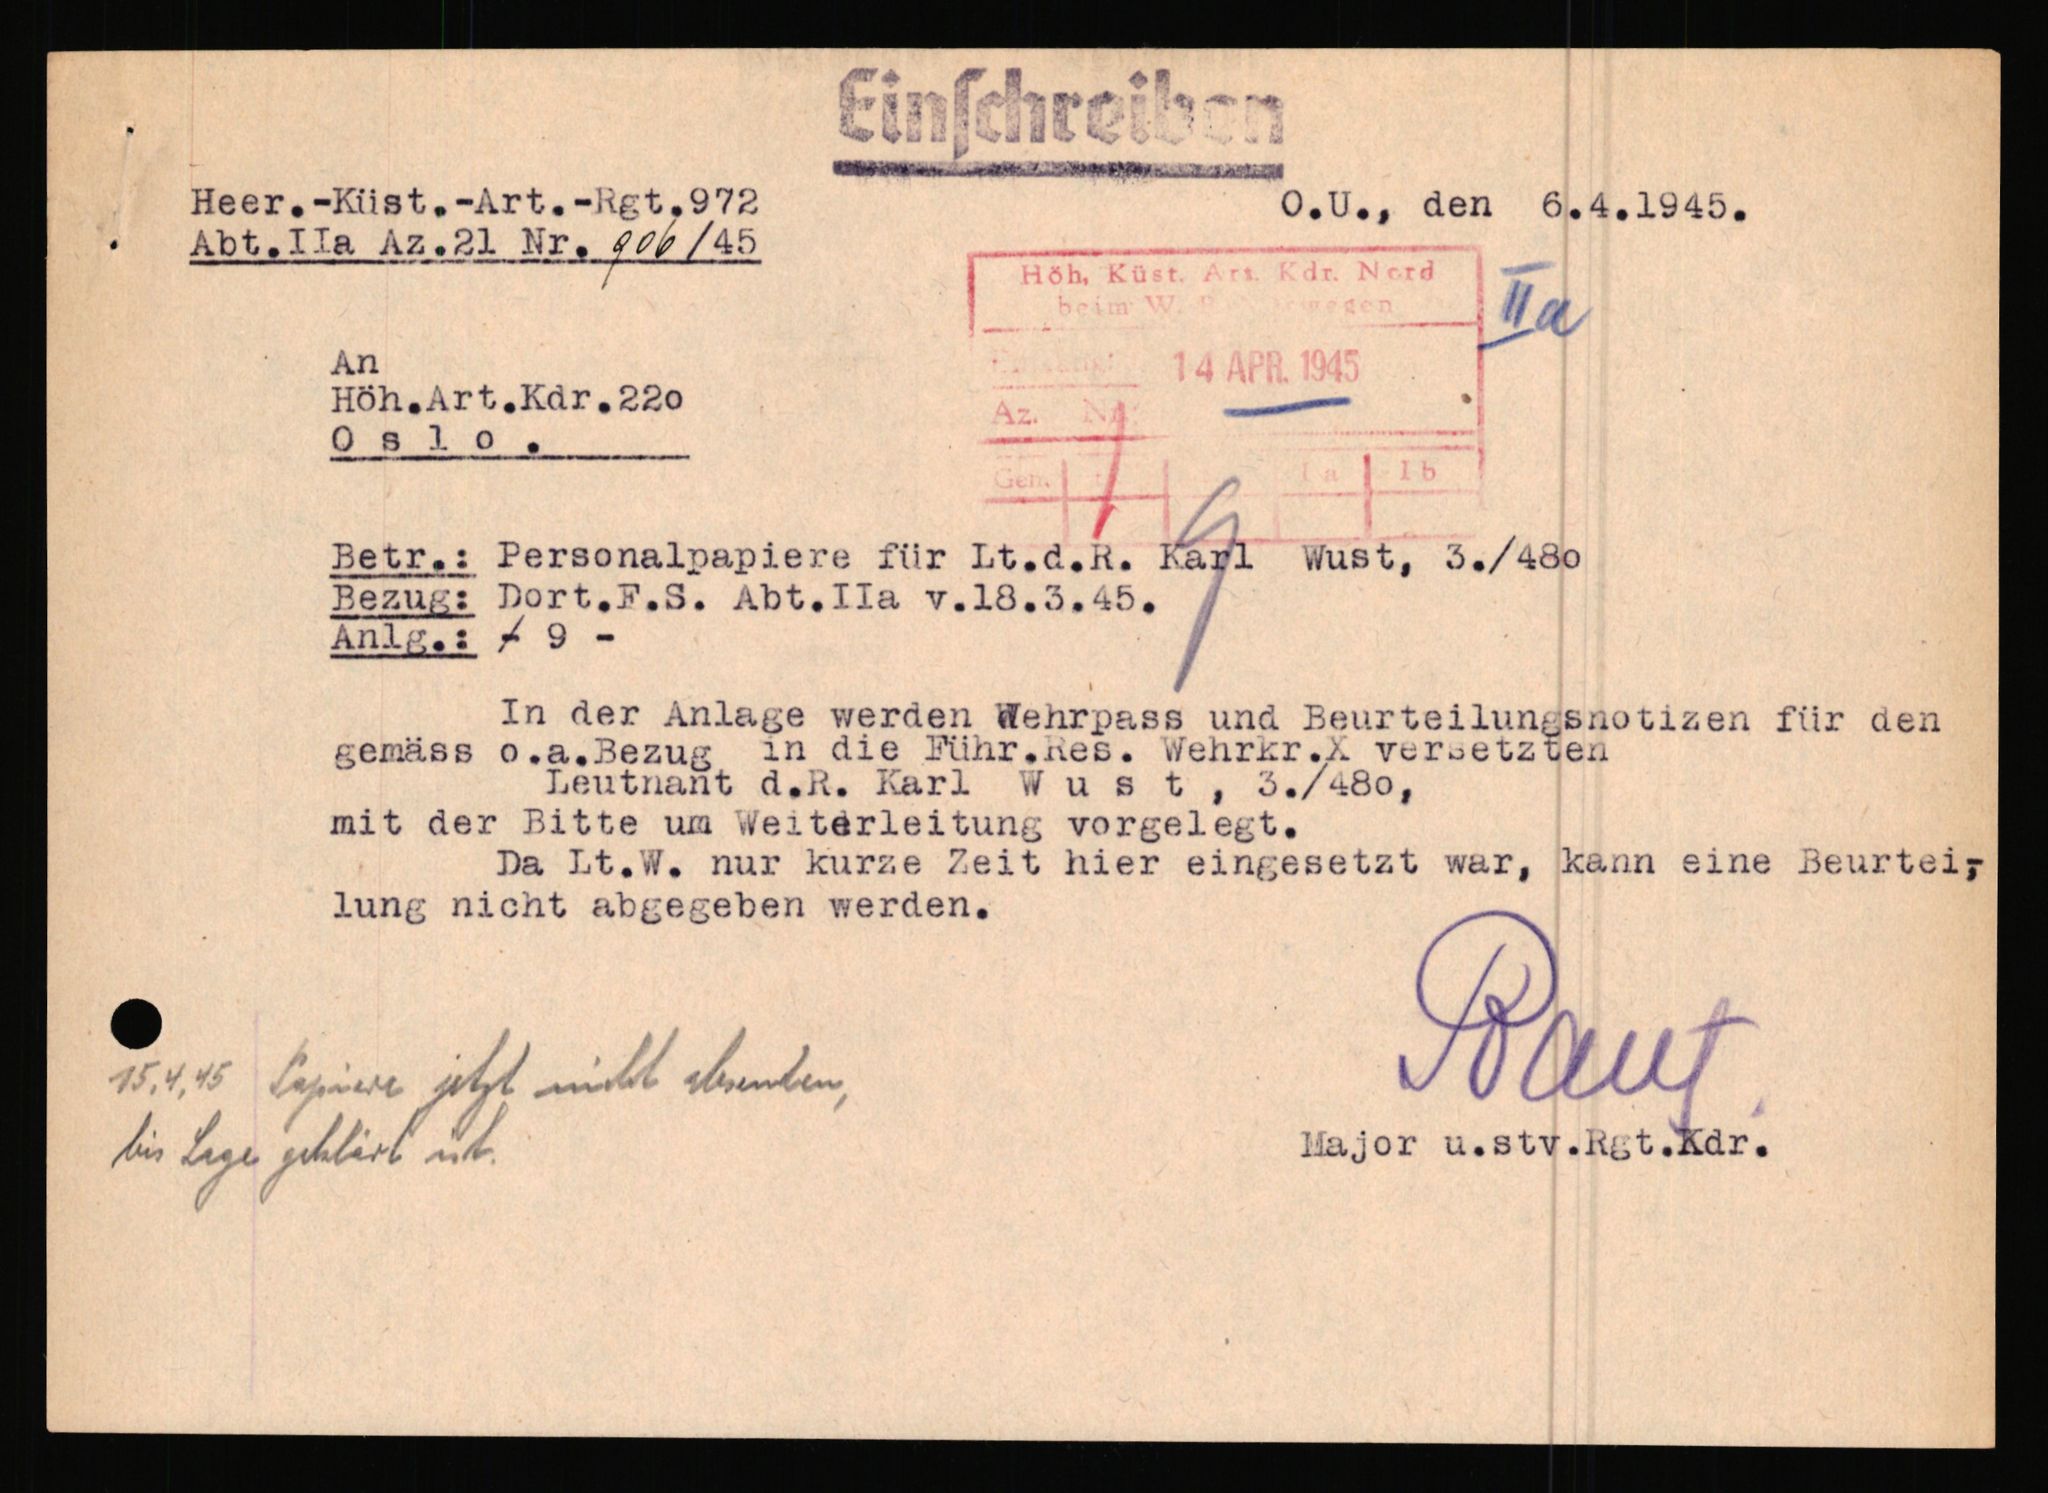 Einschreiben
Heer.-Küst.-Art.-Rgt.972
Abt.IIa Az.21 Nr. 906/45
O.U., den 6.4.1945.
Höh. Küst. Art. Kdr. Nord
beim W.
14 APR. 1945
Az. Nr.
Gen. Ia Ib
IIa
An
Höh.Art.Kdr.22o
O s l o .
Betr.: Personalpapiere für Lt.d.R. Karl Wust, 3./48o
Bezug: Dort.F.S. Abt.IIa v.18.3.45.
Anlg.: - 9 -
In der Anlage werden Wehrpass und Beurteilungsnotizen für den
gemäss o.a.Bezug in die Führ.Res. Wehrkr.X versetzten
Leutnant d.R. Karl W u s t , 3./48o,
mit der Bitte um Weiterleitung vorgelegt.
Da Lt.W. nur kurze Zeit hier eingesetzt war, kann eine Beurtei,-
lung nicht abgegeben werden.
Major u.stv.Rgt.Kdr.
15.4.45 Papiere jetzt nicht absenden,
bis Lage geklärt ist.